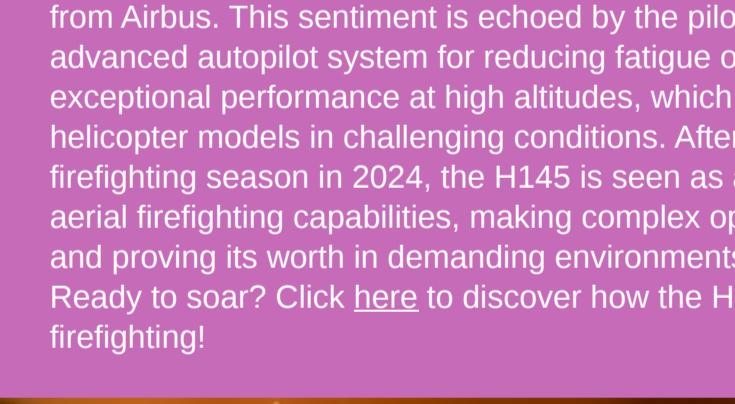 from Airbus. This sentiment is echoed by the
advanced autopilot system for reducing fatigue
exceptional performance at high altitudes, which
helicopter models in challenging conditions. After
firefighting season in 2024, the H145 is seen as
aerial firefighting capabilities, making complex
and proving its worth in demanding environments
Ready to soar? Click here to discover how the
firefighting!